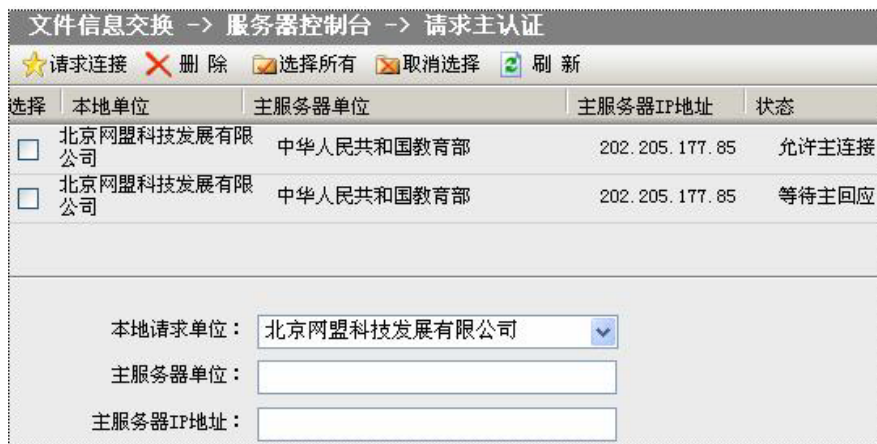 文件信息交换 -> 服务器控制台 -> 请求主认证
请求连接 删 除 选择所有 取消选择 刷 新
选择 本地单位 主服务器单位 主服务器IP地址 状态
北京网盟科技发展有限公司 中华人民共和国教育部 202.205.177.85 允许主连接
北京网盟科技发展有限公司 中华人民共和国教育部 202.205.177.85 等待主回应
本地请求单位：北京网盟科技发展有限公司
主服务器单位：
主服务器IP地址：